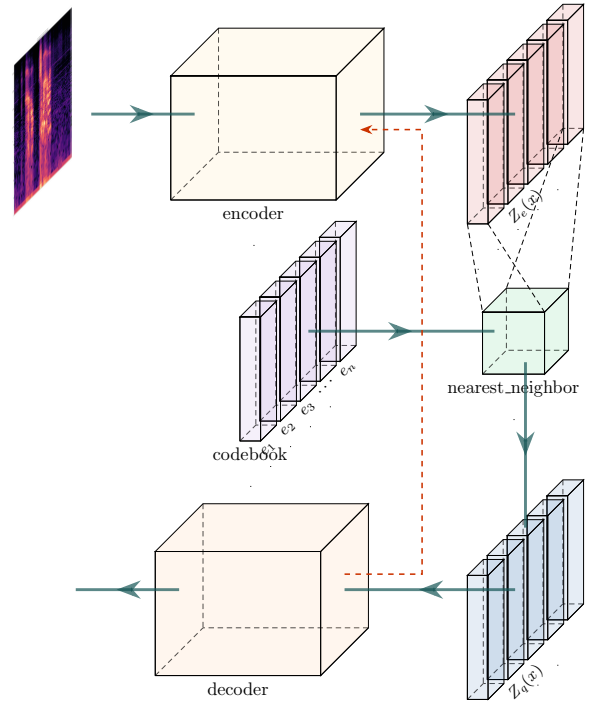 encoder
Z_e(x)
nearest_neighbor
e_1 e_2 e_3 ... e_n
codebook
Z_q(x)
decoder